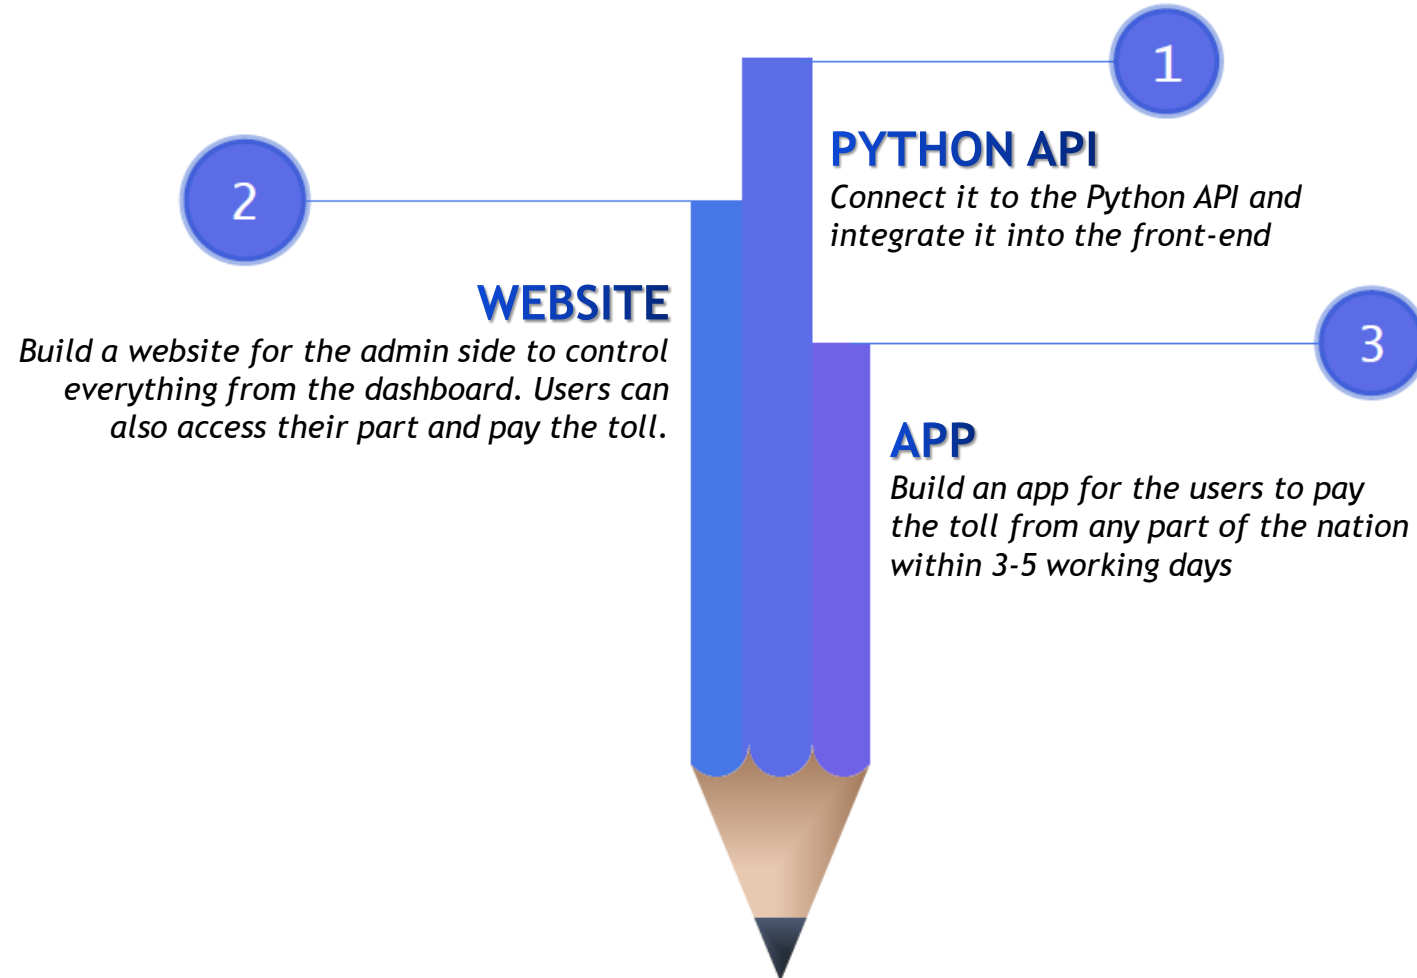 1
PYTHON API
Connect it to the Python API and
integrate it into the front-end
2
WEBSITE
Build a website for the admin side to control
everything from the dashboard. Users can
also access their part and pay the toll.
3
APP
Build an app for the users to pay
the toll from any part of the nation
within 3-5 working days